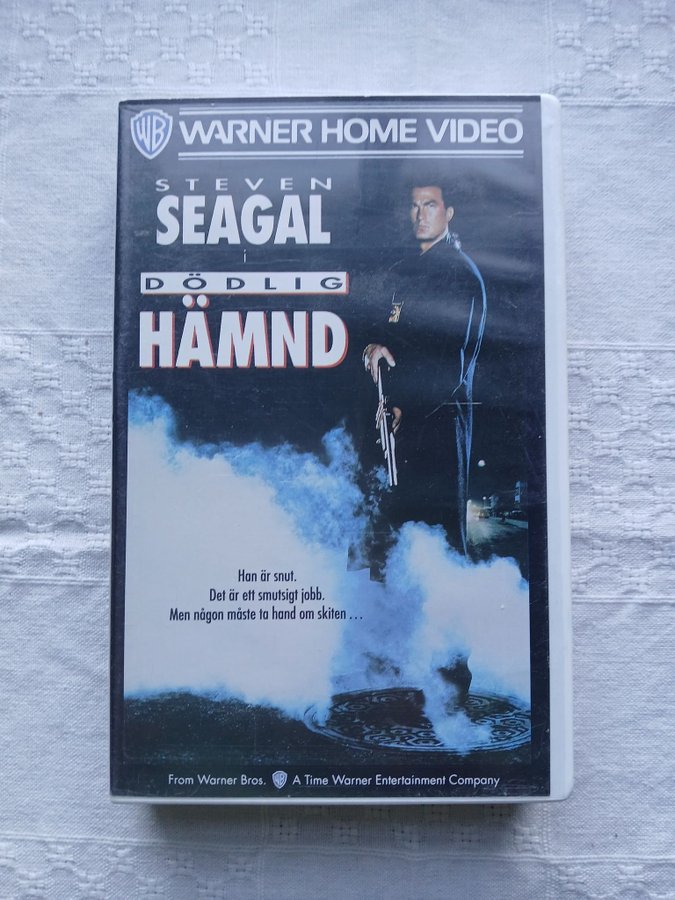 WB WARNER HOME VIDEO
STEVEN
SEAGAL
i
DÖDLIG
HÄMND
Han är snut.
Det är ett smutsigt jobb.
Men någon måste ta hand om skiten . . .
From Warner Bros. WB A Time Warner Entertainment Company